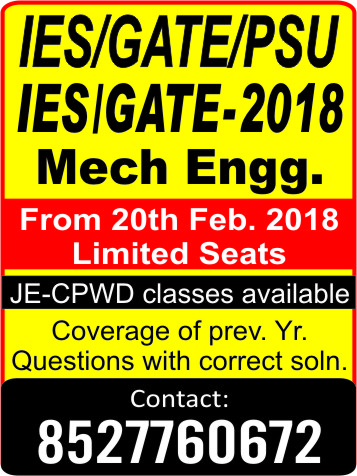 IES/GATE/PSU
IES/GATE-2018
Mech Engg.
From 20th Feb. 2018
Limited Seats
JE-CPWD classes available
Coverage of prev. Yr.
Questions with correct soln.
Contact:
8527760672